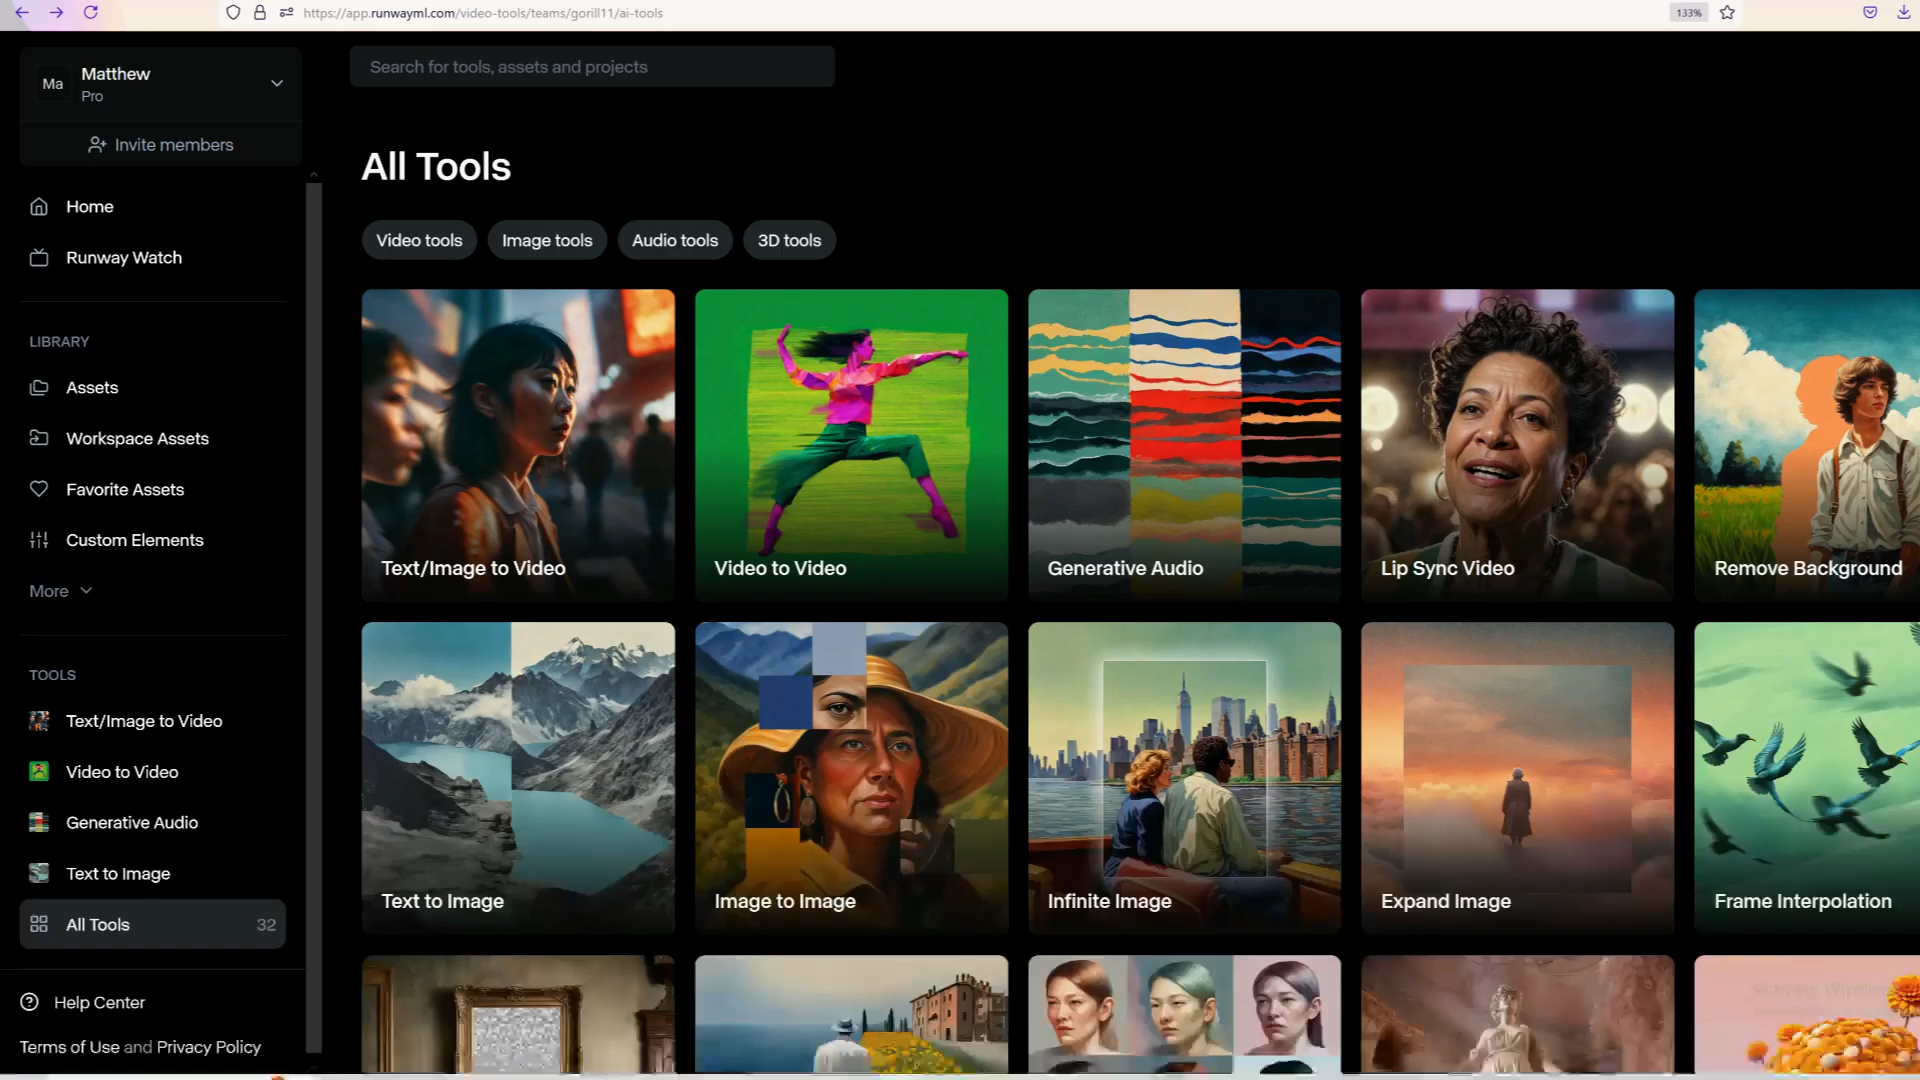 https://app.runwayml.com/video-tools/teams/gorill11/ai-tools
133%
Ma
Matthew
Pro
Invite members
Search for tools, assets and projects
Home
Runway Watch
LIBRARY
Assets
Workspace Assets
Favorite Assets
Custom Elements
More
TOOLS
Text/Image to Video
Video to Video
Generative Audio
Text to Image
All Tools 32
Help Center
Terms of Use and Privacy Policy
All Tools
Video tools Image tools Audio tools 3D tools
Text/Image to Video
Video to Video
Generative Audio
Lip Sync Video
Remove Background
Text to Image
Image to Image
Infinite Image
Expand Image
Frame Interpolation